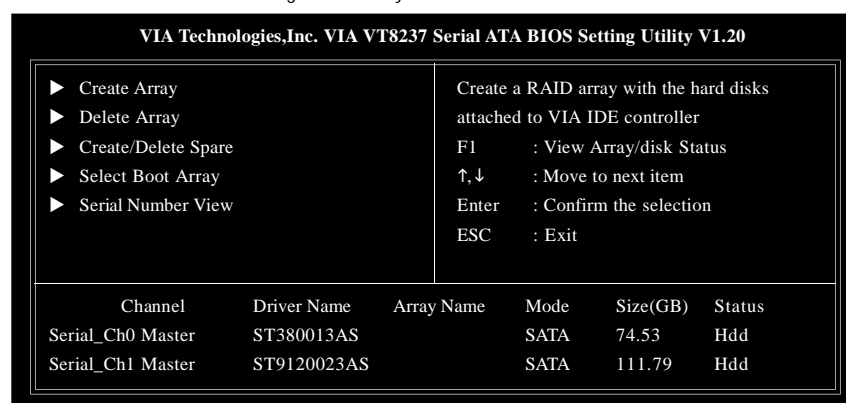 VIA Technologies,Inc. VIA VT8237 Serial ATA BIOS Setting Utility V1.20
▶ Create Array
▶ Delete Array
▶ Create/Delete Spare
▶ Select Boot Array
▶ Serial Number View
Create a RAID array with the hard disks
attached to VIA IDE controller
F1 : View Array/disk Status
↑,↓ : Move to next item
Enter : Confirm the selection
ESC : Exit
Channel Driver Name Array Name Mode Size(GB) Status
Serial_Ch0 Master ST380013AS SATA 74.53 Hdd
Serial_Ch1 Master ST9120023AS SATA 111.79 Hdd